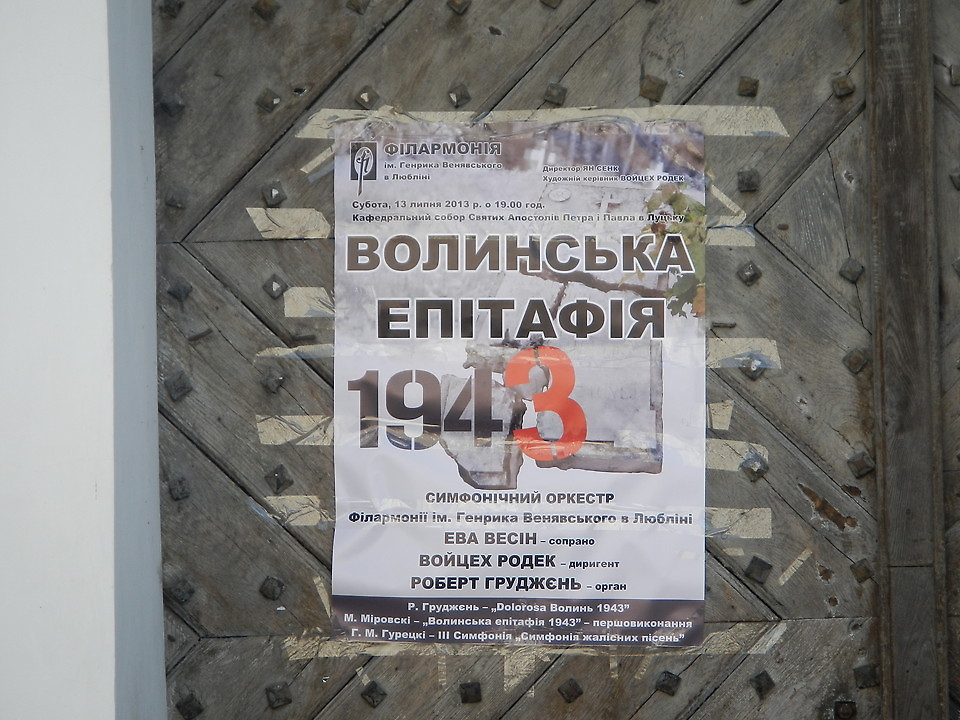 ФІЛАРМОНІЯ
ім. Генрика Венявського
в Любліні
Директор ЯН СЕНК
Художній керівник ВОЙЦЕХ РОДЕК
Субота, 13 липня 2013 р. о 19.00 год.
Кафедральний собор Святих Апостолів Петра і Павла в Луцьку
ВОЛИНСЬКА
ЕПІТАФІЯ
1943
СИМФОНІЧНИЙ ОРКЕСТР
Філармонії ім. Генрика Венявського в Любліні
ЕВА ВЕСІН – сопрано
ВОЙЦЕХ РОДЕК – диригент
РОБЕРТ ГРУДЖЄНЬ – орган
Р. Груджєнь – „Dolorosa Волинь 1943”
М. Міровскі – „Волинська епітафія 1943” – першовиконання
Г. М. Гурецкі – III Симфонія „Симфонія жалісних пісень”